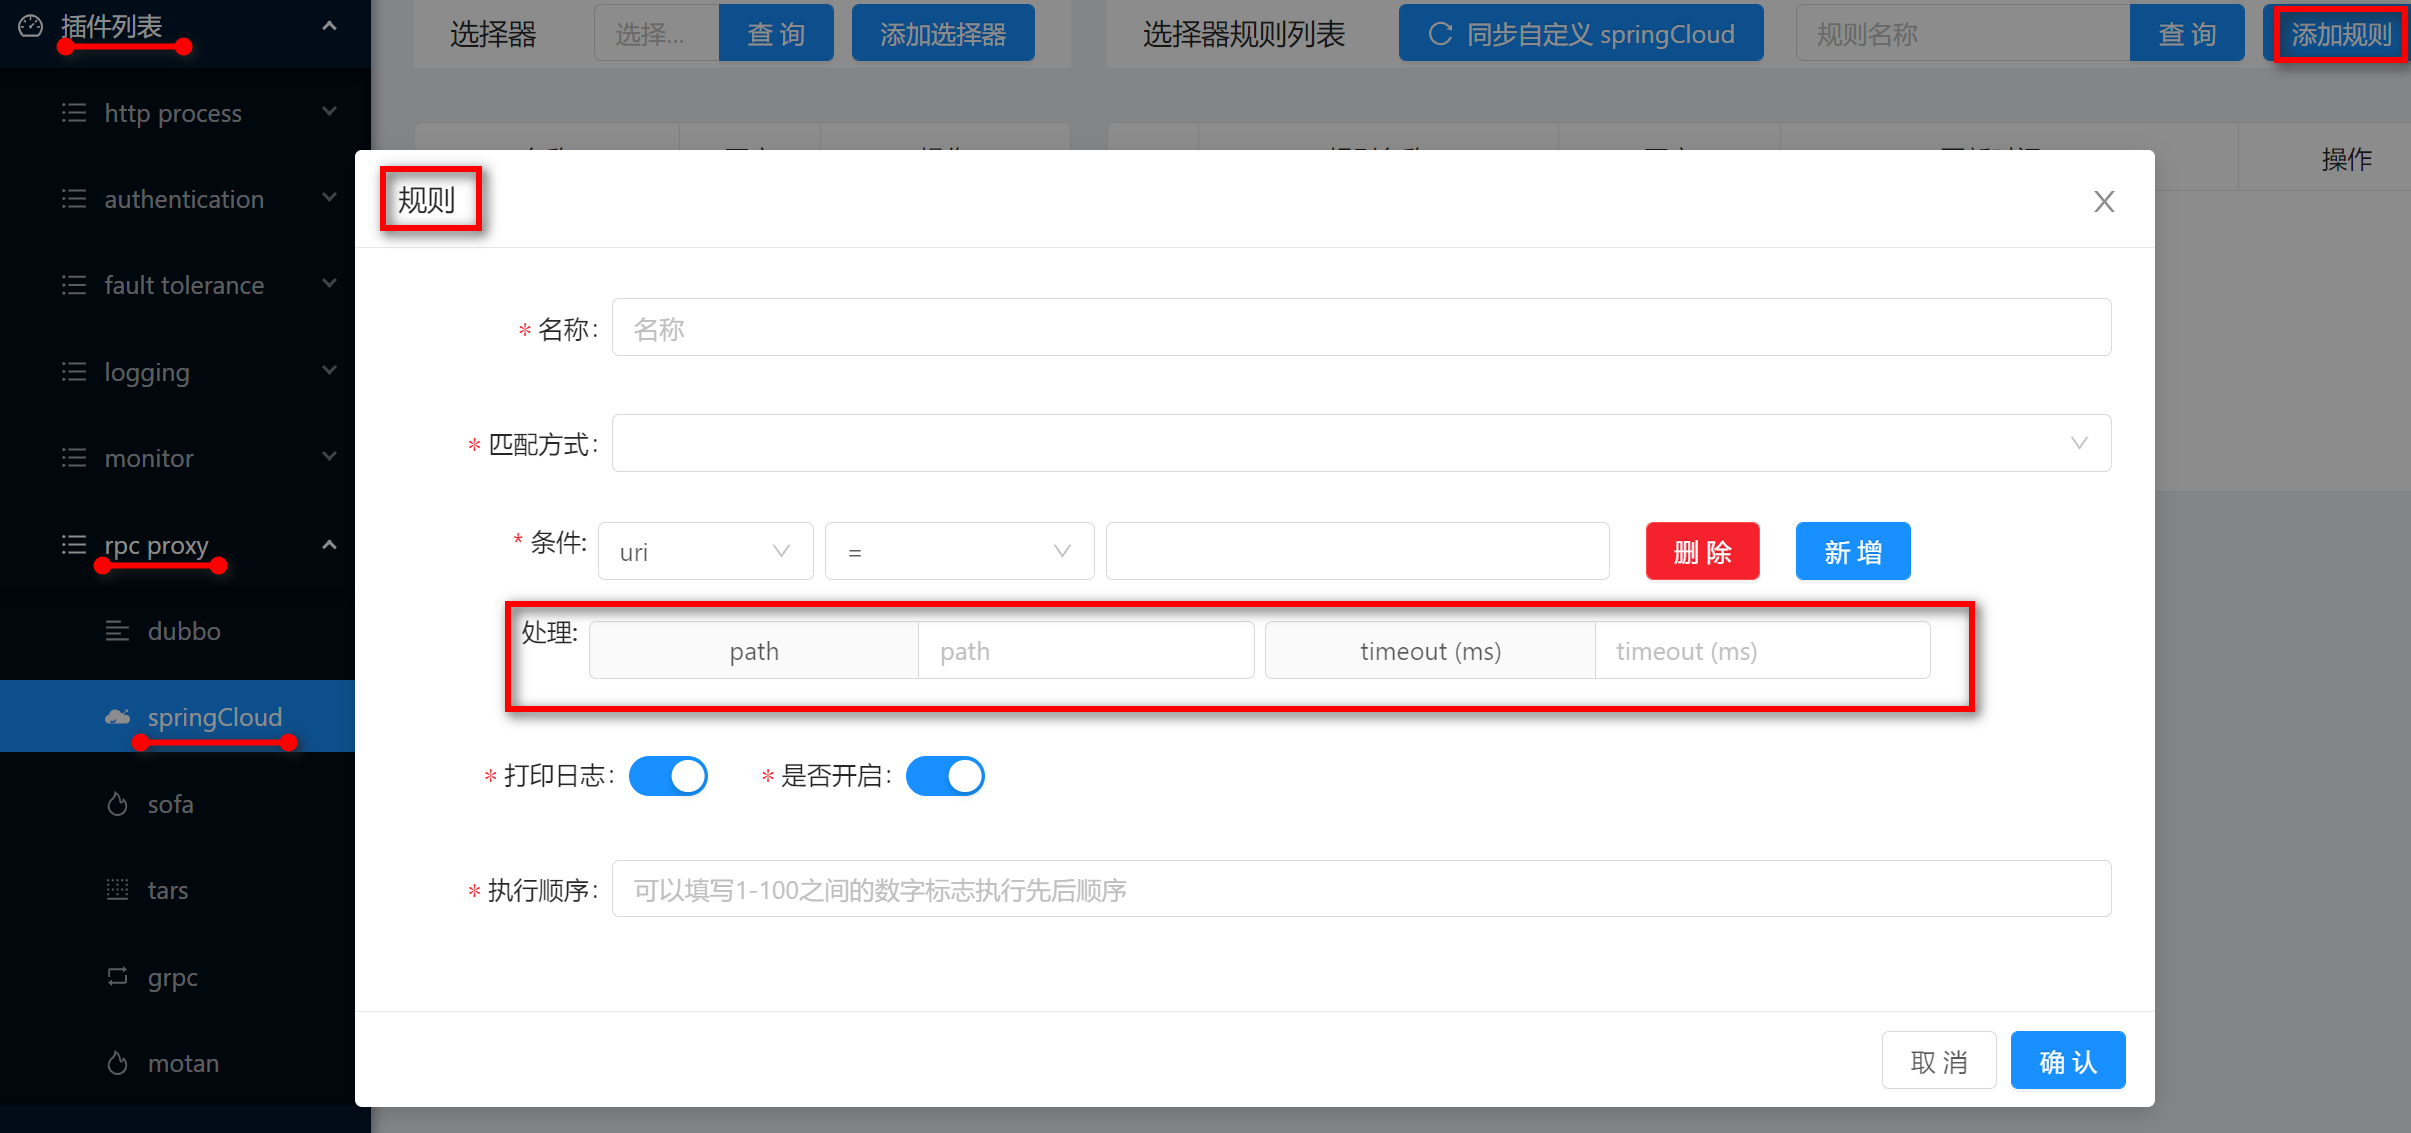 插件列表
http process
authentication
fault tolerance
logging
monitor
rpc proxy
dubbo
springCloud
sofa
tars
grpc
motan
选择器
选择...
查 询
添加选择器
选择器规则列表
同步自定义 springCloud
规则名称
查 询
添加规则
操作
规则
* 名称:
名称
* 匹配方式:
* 条件:
uri
=
删 除
新 增
处理:
path
path
timeout (ms)
timeout (ms)
* 打印日志:
* 是否开启:
* 执行顺序:
可以填写1-100之间的数字标志执行先后顺序
取 消
确 认